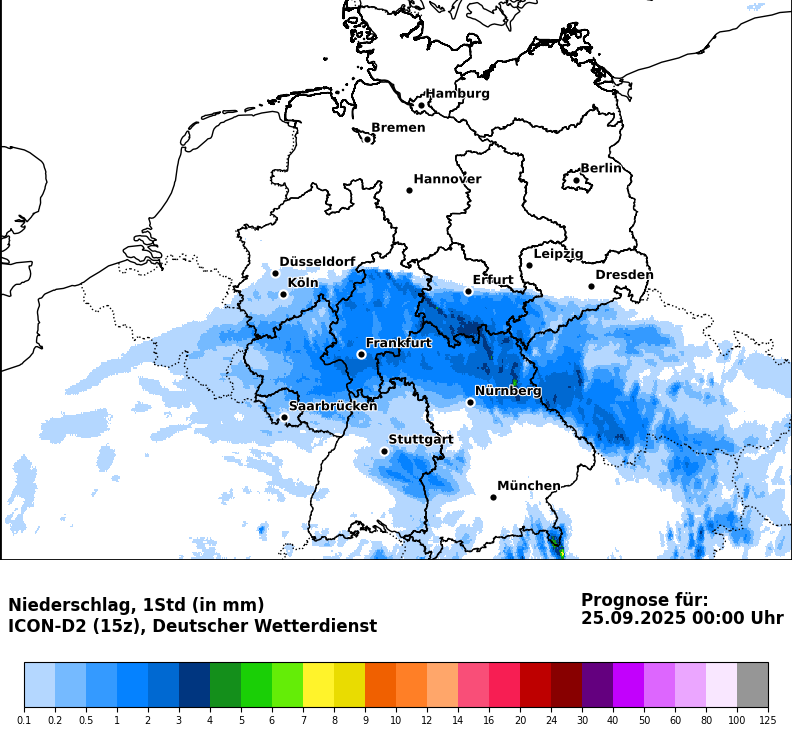 Hamburg
Bremen
Berlin
Hannover
Leipzig
Düsseldorf
Dresden
Köln
Erfurt
Frankfurt
Nürnberg
Saarbrücken
Stuttgart
München
Niederschlag, 1Std (in mm)
ICON-D2 (15z), Deutscher Wetterdienst
Prognose für:
25.09.2025 00:00 Uhr
0.1 0.2 0.5 1 2 3 4 5 6 7 8 9 10 12 14 16 20 24 30 40 50 60 80 100 125